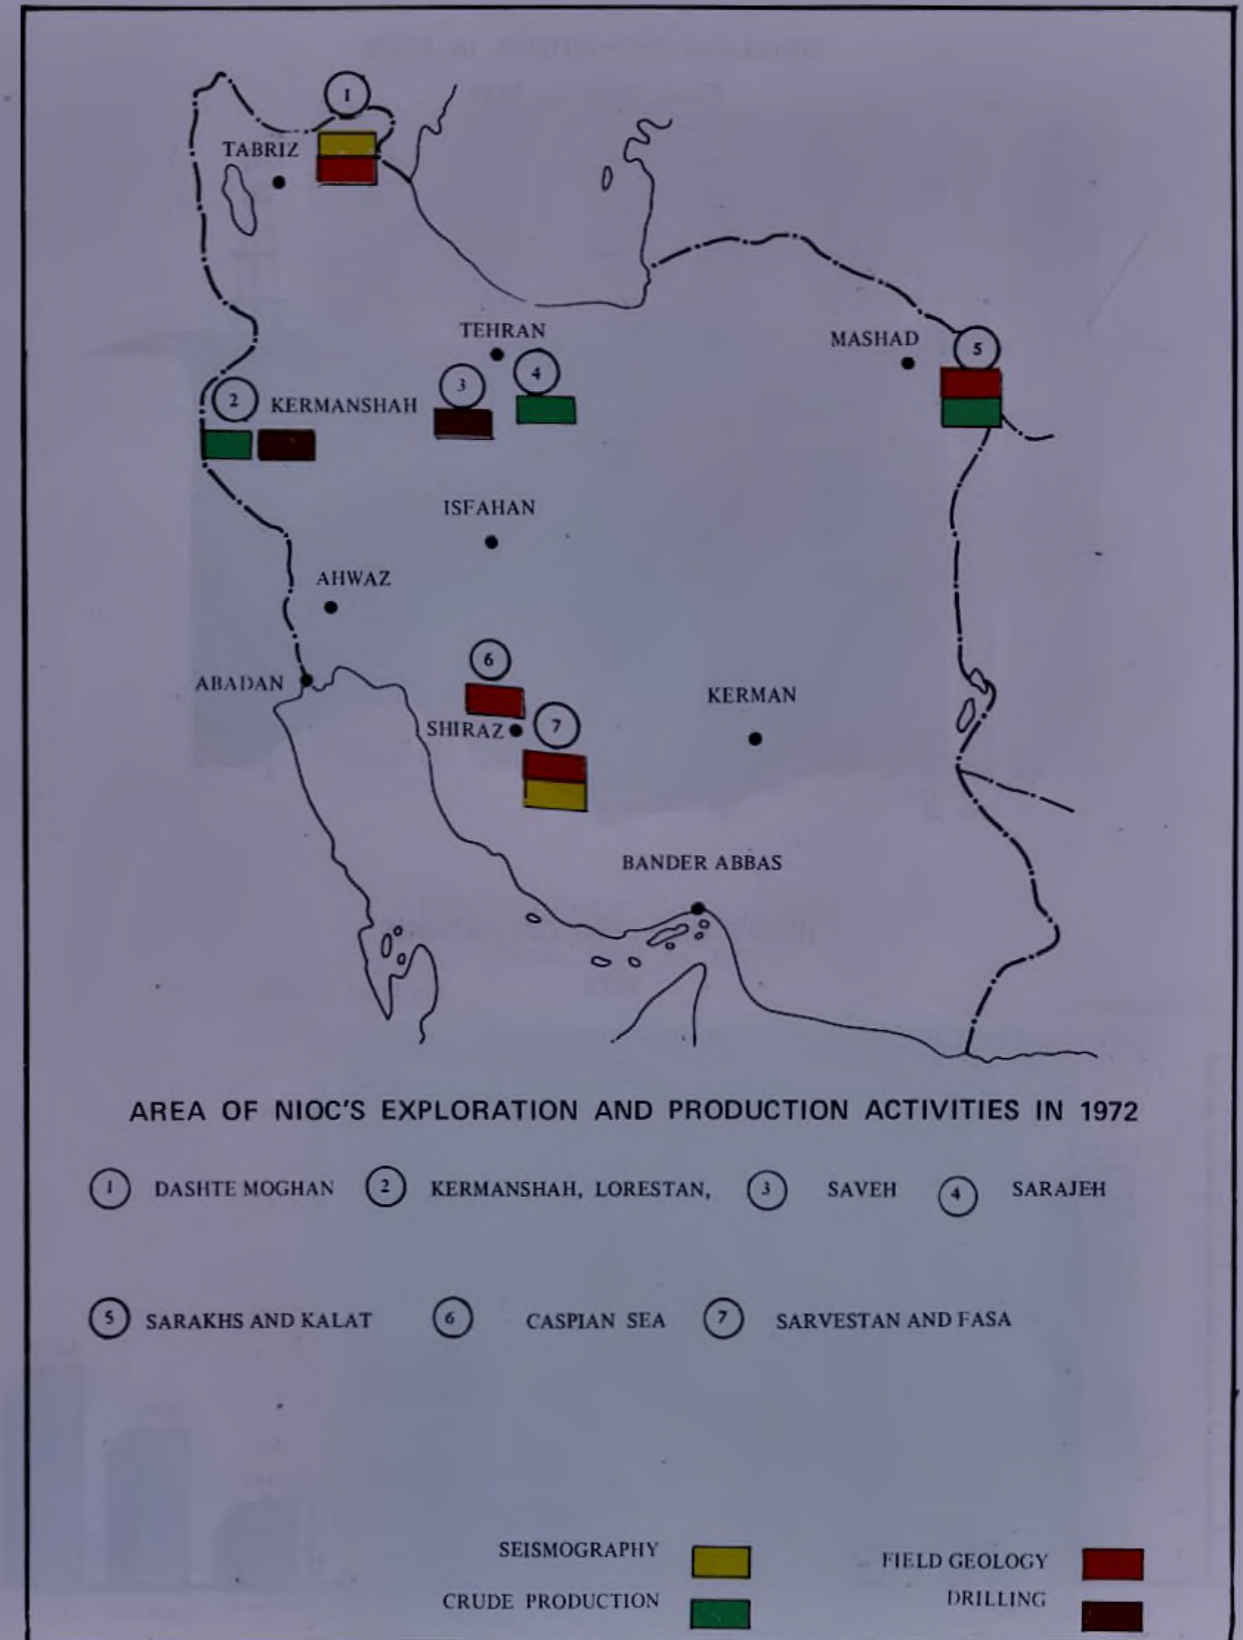 1
TABRIZ
TEHRAN
MASHAD
5
3
4
2
KERMANSHAH
ISFAHAN
AHWAZ
6
ABADAN
KERMAN
SHIRAZ
7
BANDER ABBAS
AREA OF NIOC'S EXPLORATION AND PRODUCTION ACTIVITIES IN 1972
1 DASHTE MOGHAN 2 KERMANSHAH, LORESTAN, 3 SAVEH 4 SARAJEH
5 SARAKHS AND KALAT 6 CASPIAN SEA 7 SARVESTAN AND FASA
SEISMOGRAPHY FIELD GEOLOGY
CRUDE PRODUCTION DRILLING